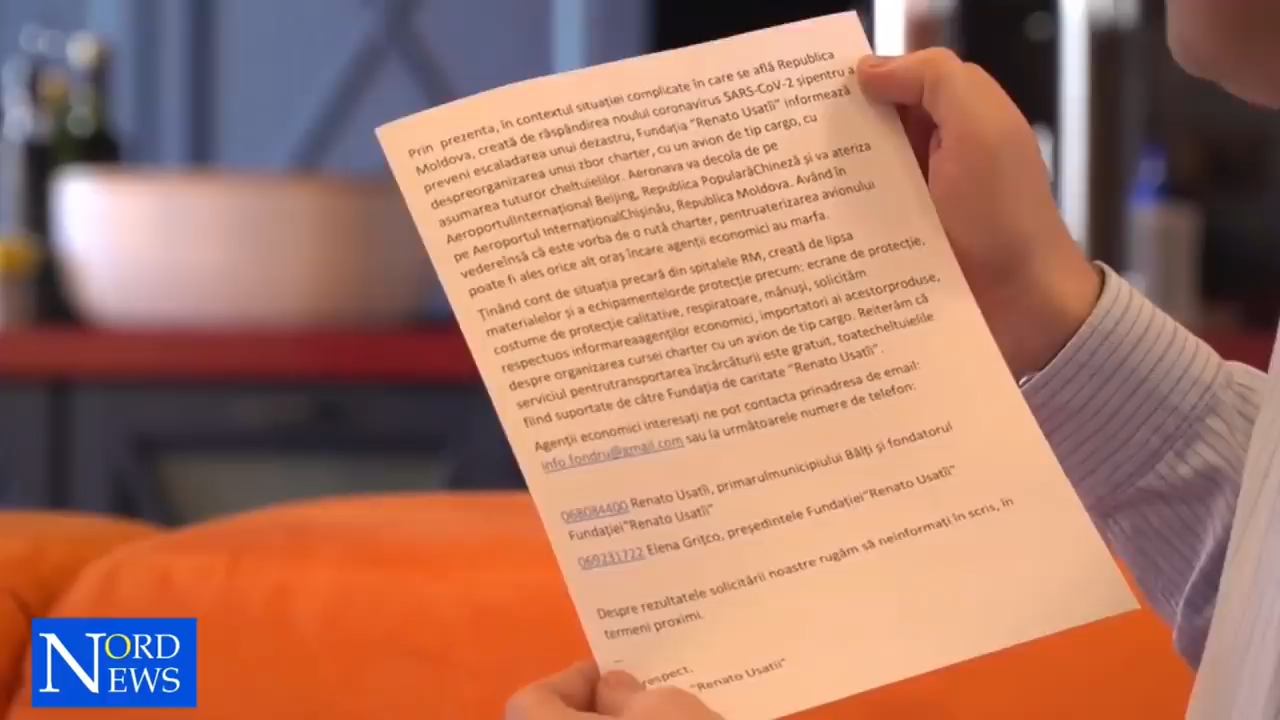 Prin prezenta, în contextul situației complicate în care se află Republica
Moldova, creată de răspândirea noului coronavirus SARS-CoV-2 șipentru a
preveni escaladarea unui dezastru, Fundația "Renato Usatîi" informează
despreorganizarea unui zbor charter, cu un avion de tip cargo, cu
asumarea tuturor cheltuielilor. Aeronava va decola de pe
AeroportulInternațional Beijing, Republica PopularăChineză și va ateriza
pe Aeroportul InternaționalChișinău, Republica Moldova. Având în
vedereînsă că este vorba de o rută charter, pentruaterizarea avionului
poate fi ales orice alt oraș încare agenții economici au marfa.
Ținând cont de situația precară din spitalele RM, creată de lipsa
materialelor și a echipamentelorde protecție precum: ecrane de protecție,
costume de protecție calitative, respiratoare, mânuși, solicităm
respectuos informareaagenților economici, importatori ai acestorproduse,
despre organizarea cursei charter cu un avion de tip cargo. Reiterăm că
serviciul pentrutransportarea încărcăturii este gratuit, toatecheltuielile
fiind suportate de către Fundația de caritate "Renato Usatîi".
Agenții economici interesați ne pot contacta prinadresa de email:
info.fondru@gmail.com sau la următoarele numere de telefon:
068084400 Renato Usatîi, primarulmunicipiului Bălți și fondatorul
Fundației"Renato Usatîi"
069231722 Elena Grițco, președintele Fundației"Renato Usatîi"
Despre rezultatele solicitării noastre rugăm să neinformați în scris, în
termeni proximi.
respect,
"Renato Usatîi"
NORD
NEWS